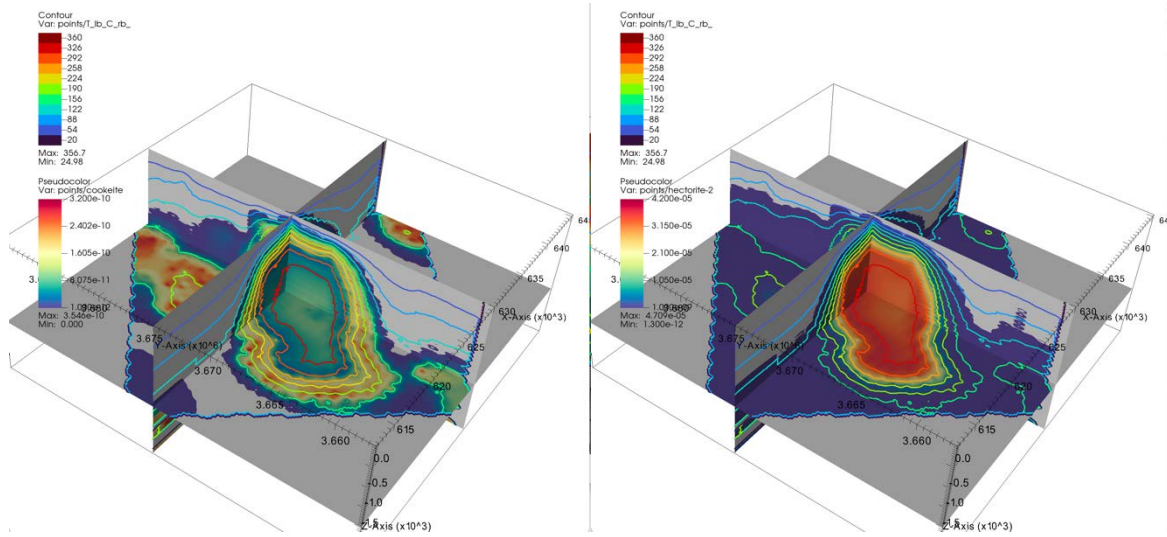 Contour
Var: points/T_lb_C_rb_
360
326
292
258
224
190
156
122
88
54
20
Max: 356.7
Min: 24.98
Pseudocolor
Var: points/cookeite
3.200e-10
2.402e-10
1.605e-10
8.075e-11
Max: 3.546e-10
Min: 0.000
3.675
Y-Axis (x10^6)
3.670
3.665
3.660
615
620
625
630
635
640
X-Axis (x10^3)
0.0
-0.5
-1.0
Z-Axis (x10^3)
Contour
Var: points/T_lb_C_rb_
360
326
292
258
224
190
156
122
88
54
20
Max: 356.7
Min: 24.98
Pseudocolor
Var: points/hectorite-2
4.200e-05
3.150e-05
2.100e-05
1.050e-05
Max: 4.709e-05
Min: 1.300e-12
3.675
Y-Axis (x10^6)
3.670
3.665
3.660
615
620
625
630
635
640
X-Axis (x10^3)
0.0
-0.5
-1.0
Z-Axis (x10^3)